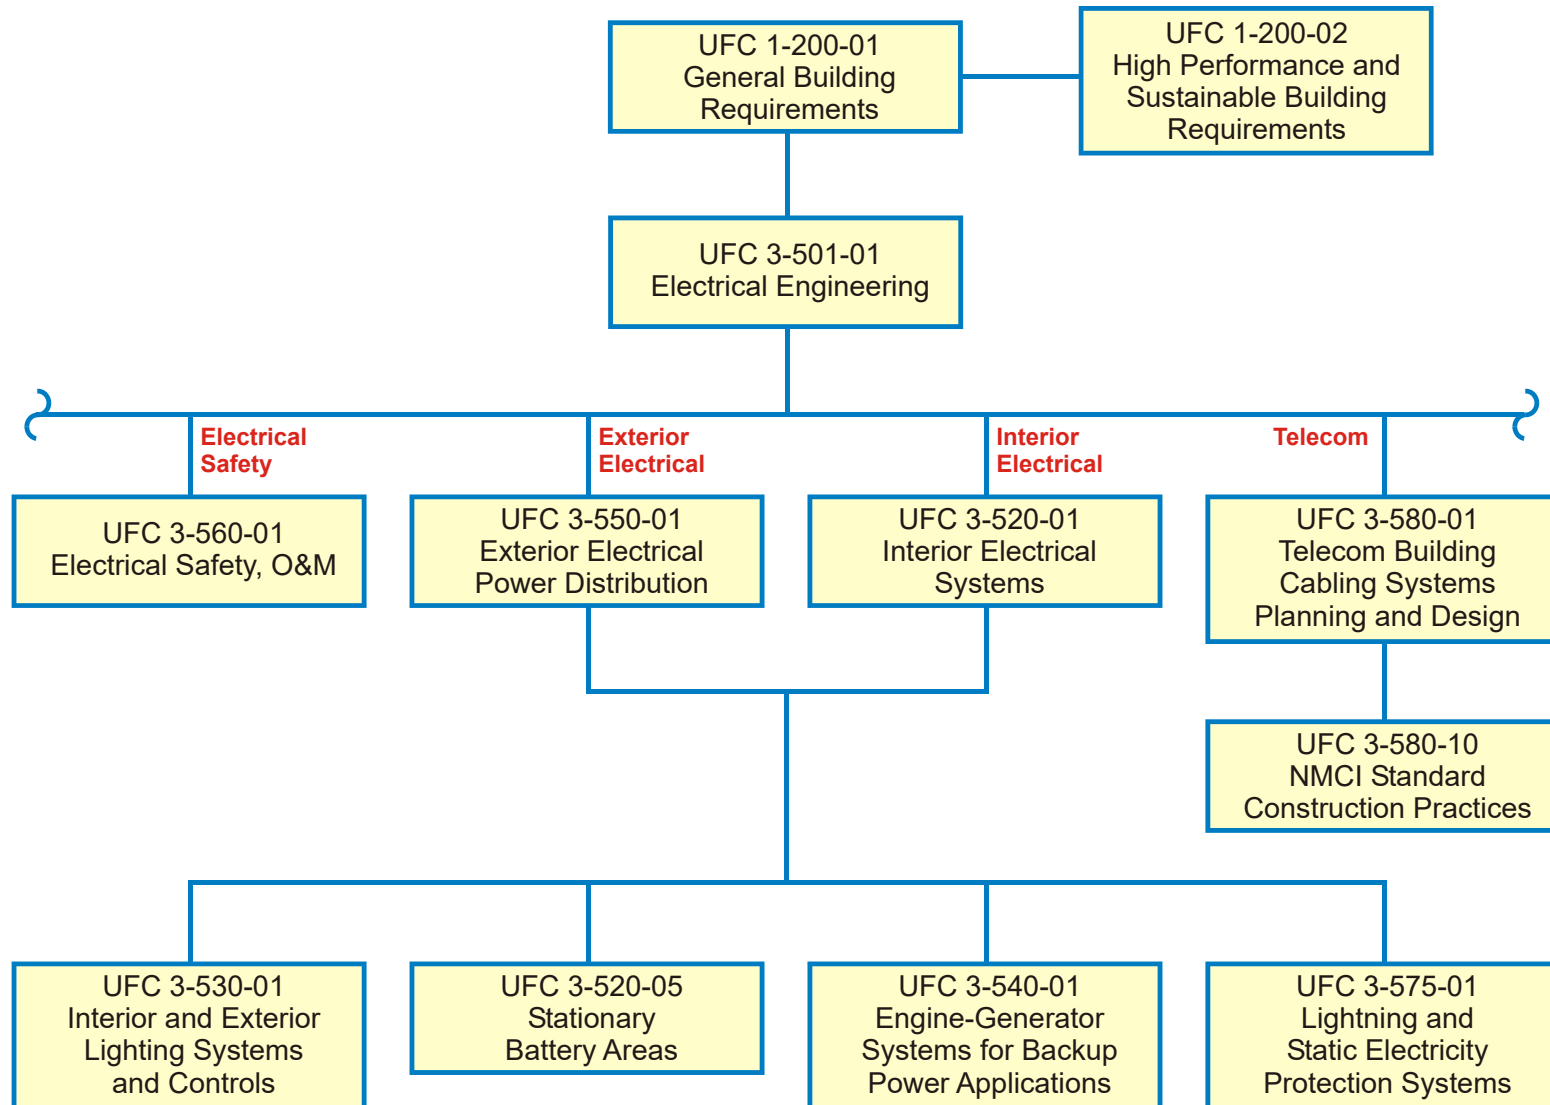 UFC 1-200-01
General Building
Requirements
UFC 1-200-02
High Performance and
Sustainable Building
Requirements
UFC 3-501-01
Electrical Engineering
Electrical
Safety
Exterior
Electrical
Interior
Electrical
Telecom
UFC 3-560-01
Electrical Safety, O&M
UFC 3-550-01
Exterior Electrical
Power Distribution
UFC 3-520-01
Interior Electrical
Systems
UFC 3-580-01
Telecom Building
Cabling Systems
Planning and Design
UFC 3-580-10
NMCI Standard
Construction Practices
UFC 3-530-01
Interior and Exterior
Lighting Systems
and Controls
UFC 3-520-05
Stationary
Battery Areas
UFC 3-540-01
Engine-Generator
Systems for Backup
Power Applications
UFC 3-575-01
Lightning and
Static Electricity
Protection Systems